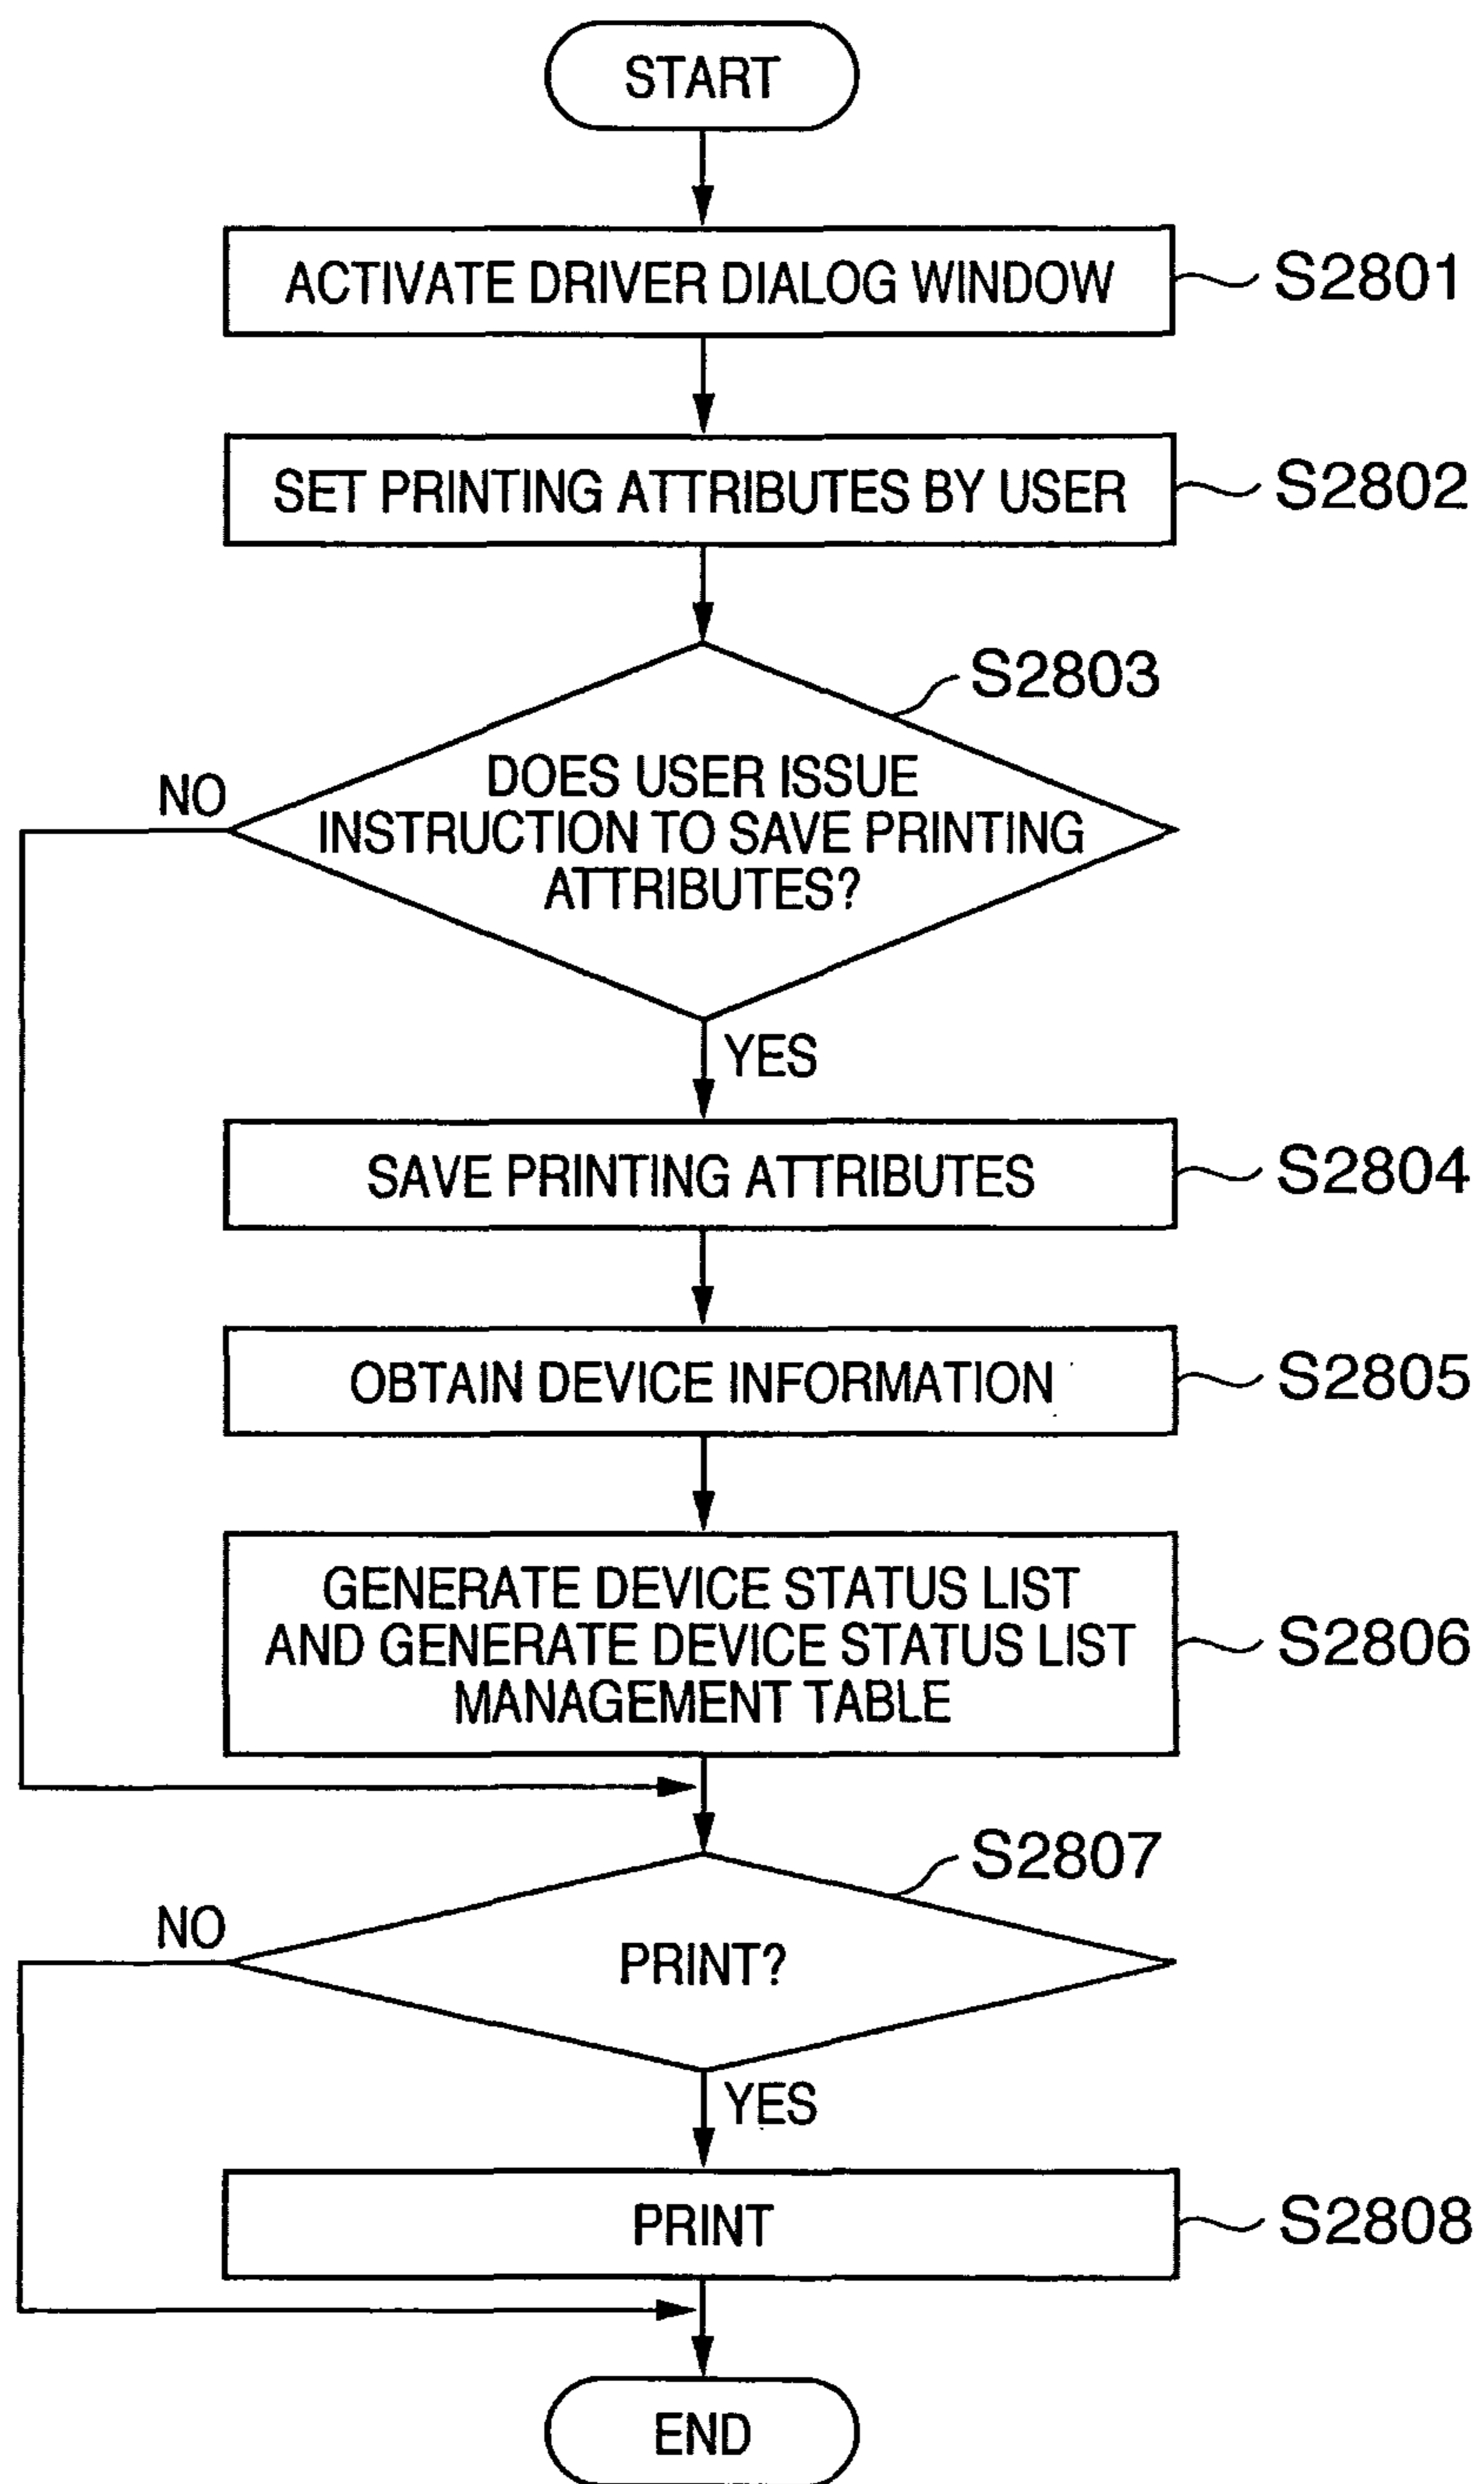 START
ACTIVATE DRIVER DIALOG WINDOW
S2801
SET PRINTING ATTRIBUTES BY USER
S2802
S2803
DOES USER ISSUE
INSTRUCTION TO SAVE PRINTING
ATTRIBUTES?
NO
YES
SAVE PRINTING ATTRIBUTES
S2804
OBTAIN DEVICE INFORMATION
S2805
GENERATE DEVICE STATUS LIST
AND GENERATE DEVICE STATUS LIST
MANAGEMENT TABLE
S2806
S2807
NO
PRINT?
YES
PRINT
S2808
END